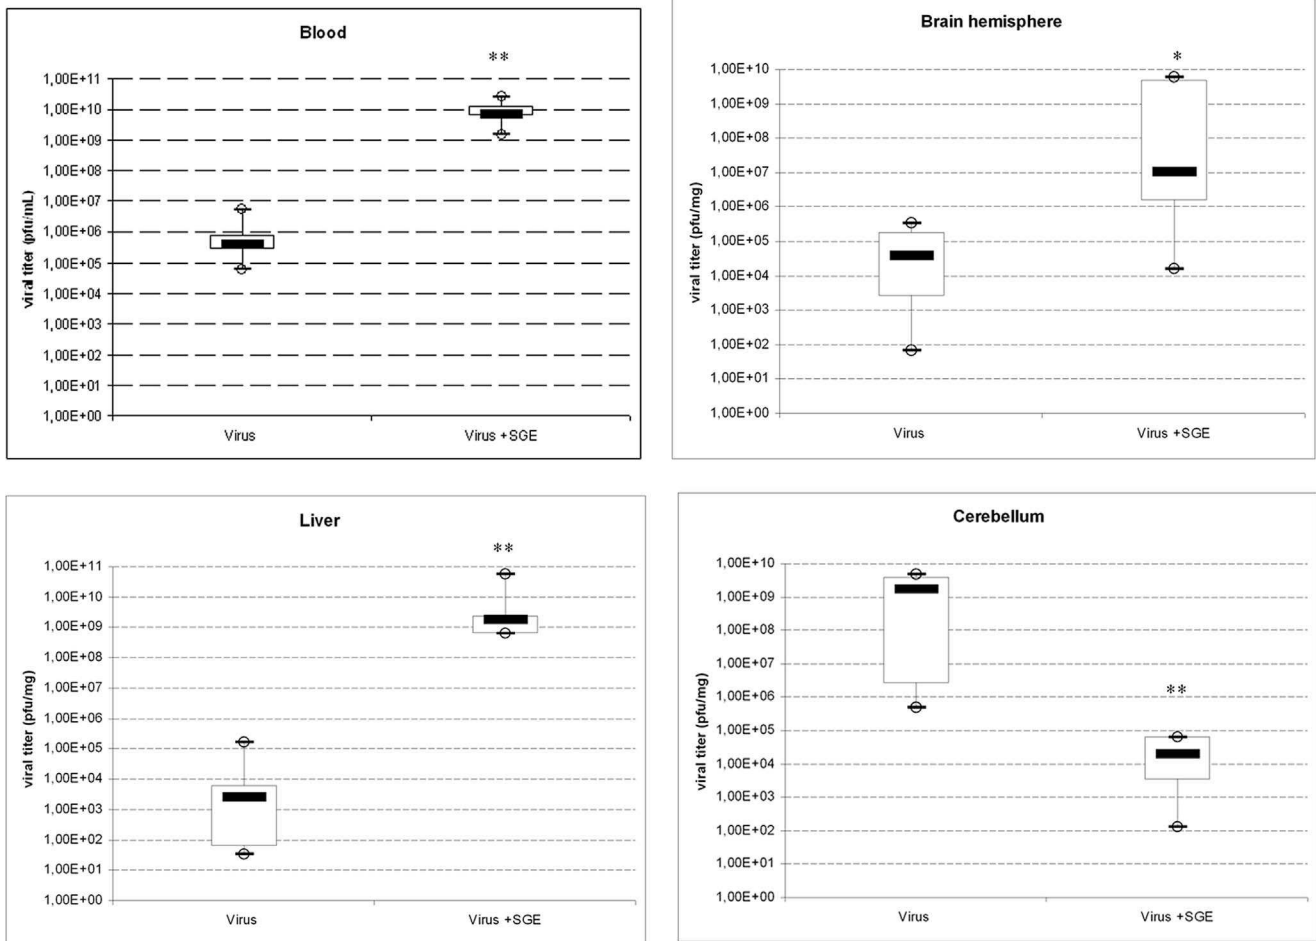 Blood
**
1,00E+11
1,00E+10
1,00E+09
1,00E+08
1,00E+07
1,00E+06
1,00E+05
1,00E+04
1,00E+03
1,00E+02
1,00E+01
1,00E+00
viral titer (pfu/mL)
Virus
Virus +SGE
Brain hemisphere
*
1,00E+10
1,00E+09
1,00E+08
1,00E+07
1,00E+06
1,00E+05
1,00E+04
1,00E+03
1,00E+02
1,00E+01
1,00E+00
viral titer (pfu/mg)
Virus
Virus +SGE
Liver
**
1,00E+11
1,00E+10
1,00E+09
1,00E+08
1,00E+07
1,00E+06
1,00E+05
1,00E+04
1,00E+03
1,00E+02
1,00E+01
1,00E+00
viral titer (pfu/mg)
Virus
Virus +SGE
Cerebellum
1,00E+10
1,00E+09
1,00E+08
1,00E+07
1,00E+06
**
1,00E+05
1,00E+04
1,00E+03
1,00E+02
1,00E+01
1,00E+00
viral titer (pfu/mg)
Virus
Virus +SGE